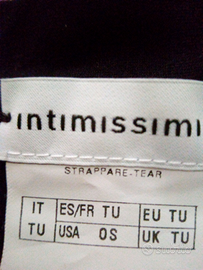 intimissimi
STRAPPARE-TEAR
IT ES/FR TU EU TU
TU USA OS UK TU